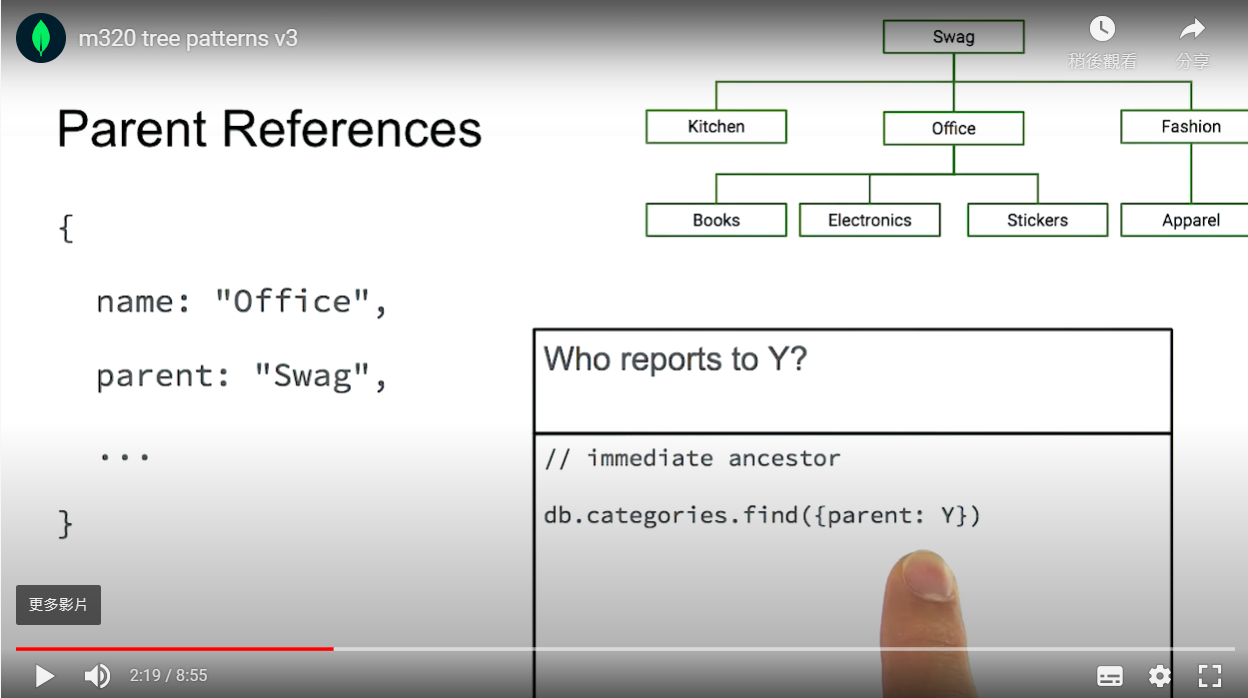 m320 tree patterns v3
稍後觀看
分享
Swag
Kitchen
Office
Fashion
Books
Electronics
Stickers
Apparel
Parent References
{
name: "Office",
parent: "Swag",
...
}
Who reports to Y?
// immediate ancestor
db.categories.find({parent: Y})
更多影片
2:19 / 8:55